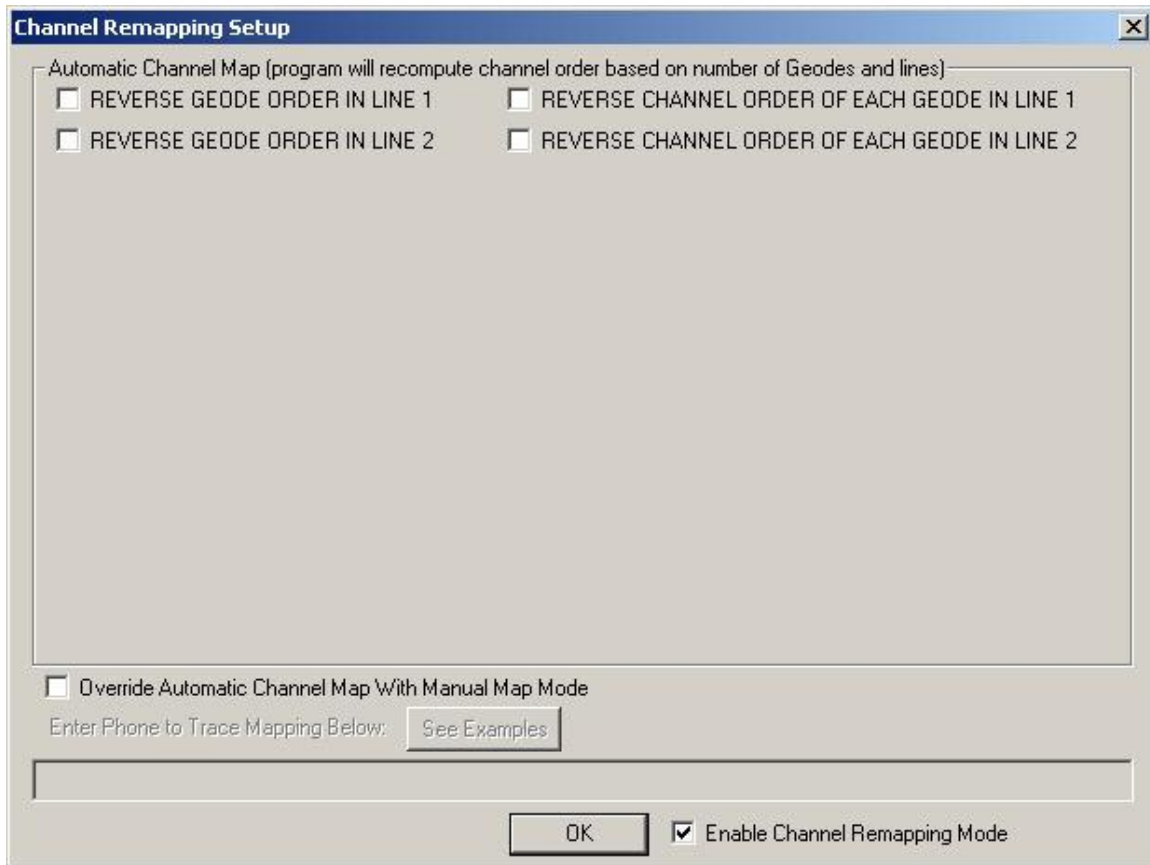 Channel Remapping Setup
Automatic Channel Map (program will recompute channel order based on number of Geodes and lines)
REVERSE GEODE ORDER IN LINE 1
REVERSE CHANNEL ORDER OF EACH GEODE IN LINE 1
REVERSE GEODE ORDER IN LINE 2
REVERSE CHANNEL ORDER OF EACH GEODE IN LINE 2
Override Automatic Channel Map With Manual Map Mode
Enter Phone to Trace Mapping Below:
See Examples
OK
Enable Channel Remapping Mode